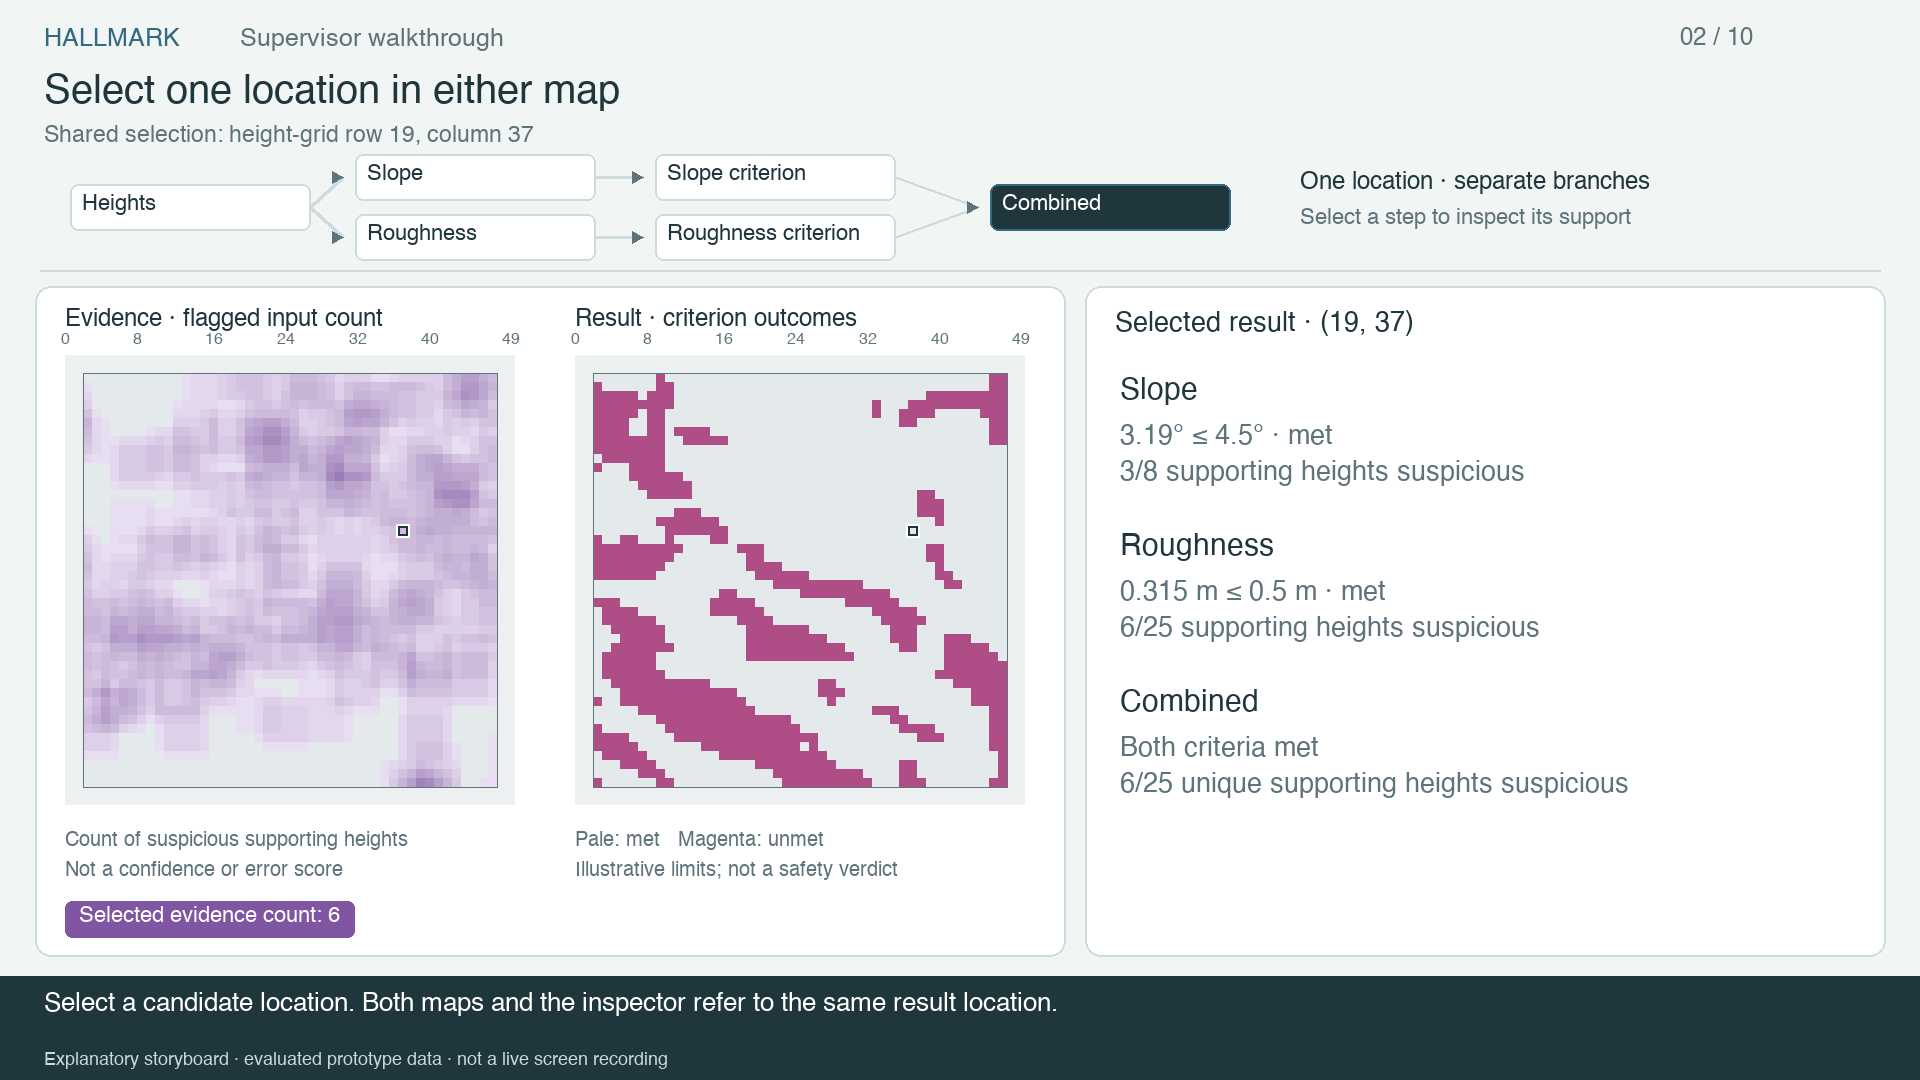 HALLMARK Supervisor walkthrough 02 / 10
Select one location in either map
Shared selection: height-grid row 19, column 37
Heights
Slope
Roughness
Slope criterion
Roughness criterion
Combined
One location · separate branches
Select a step to inspect its support
Evidence · flagged input count
0 8 16 24 32 40 49
Count of suspicious supporting heights
Not a confidence or error score
Selected evidence count: 6
Result · criterion outcomes
0 8 16 24 32 40 49
Pale: met Magenta: unmet
Illustrative limits; not a safety verdict
Selected result · (19, 37)
Slope
3.19° ≤ 4.5° · met
3/8 supporting heights suspicious
Roughness
0.315 m ≤ 0.5 m · met
6/25 supporting heights suspicious
Combined
Both criteria met
6/25 unique supporting heights suspicious
Select a candidate location. Both maps and the inspector refer to the same result location.
Explanatory storyboard · evaluated prototype data · not a live screen recording